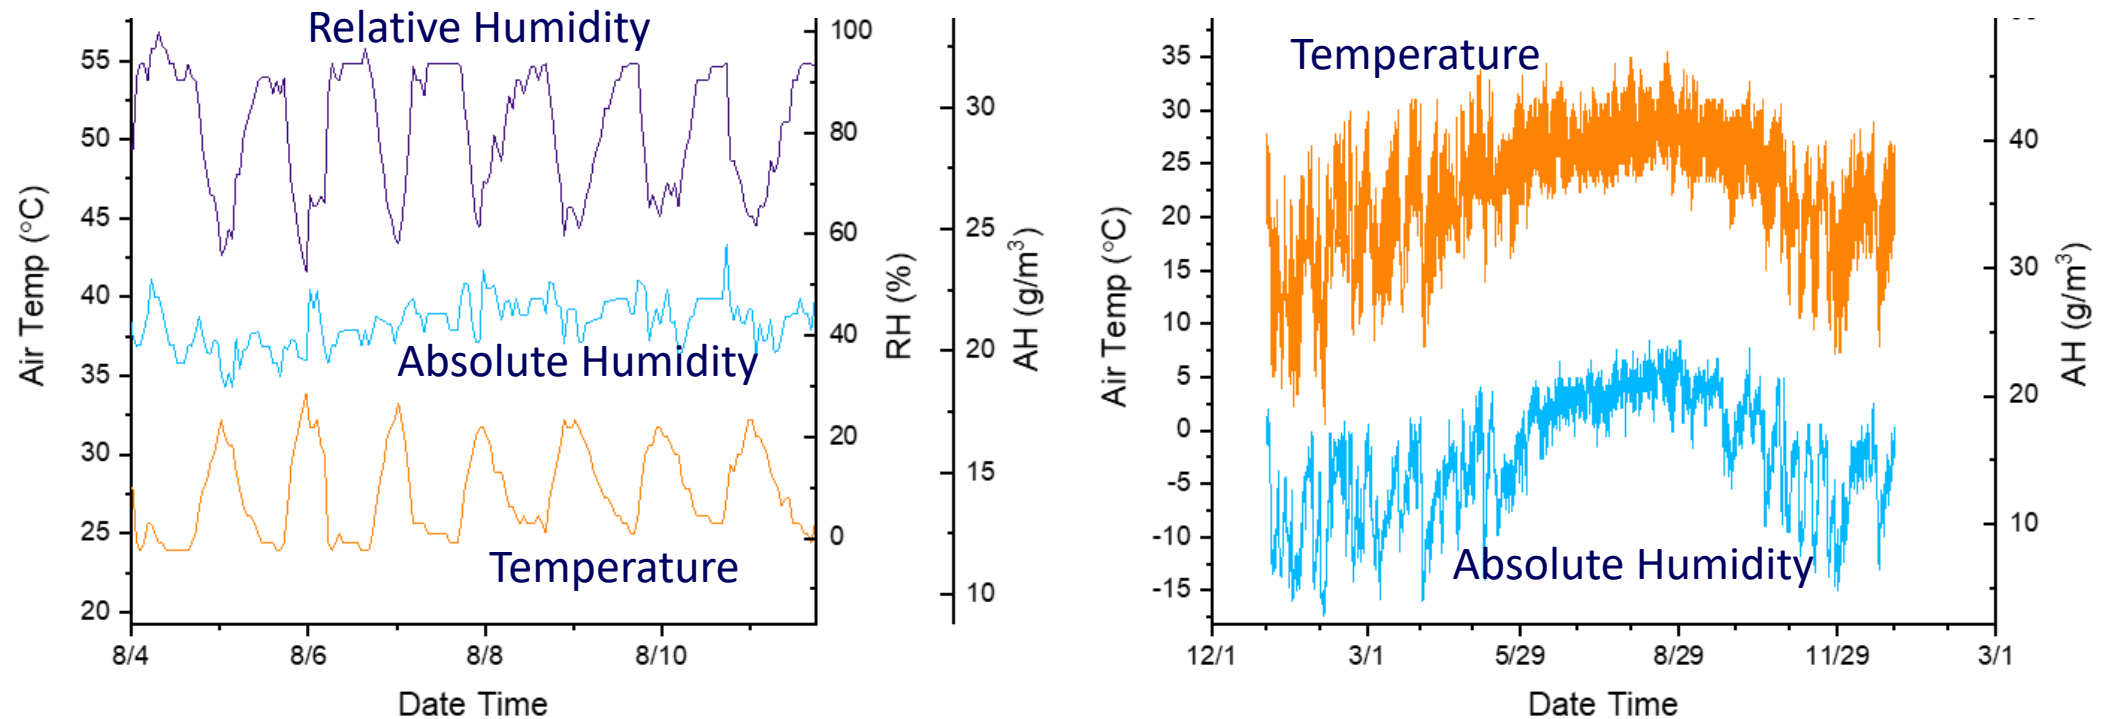 Relative Humidity
Absolute Humidity
Temperature
55
50
45
40
35
30
25
20
Air Temp (°C)
100
80
60
40
20
0
RH (%)
30
25
20
15
10
AH (g/m³)
8/4 8/6 8/8 8/10
Date Time
Temperature
Absolute Humidity
35
30
25
20
15
10
5
0
-5
-10
-15
Air Temp (°C)
40
30
20
10
AH (g/m³)
12/1 3/1 5/29 8/29 11/29 3/1
Date Time